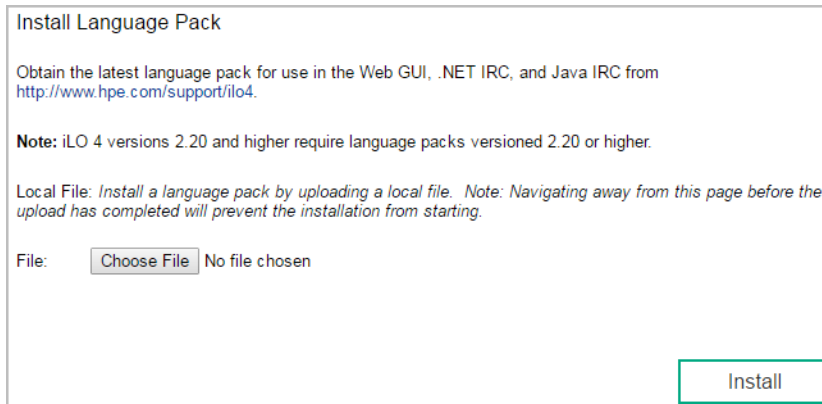 Install Language Pack
Obtain the latest language pack for use in the Web GUI, .NET IRC, and Java IRC from
http://www.hpe.com/support/ilo4.
Note: iLO 4 versions 2.20 and higher require language packs versioned 2.20 or higher.
Local File: Install a language pack by uploading a local file.  Note: Navigating away from this page before the
upload has completed will prevent the installation from starting.
File: Choose File No file chosen
Install